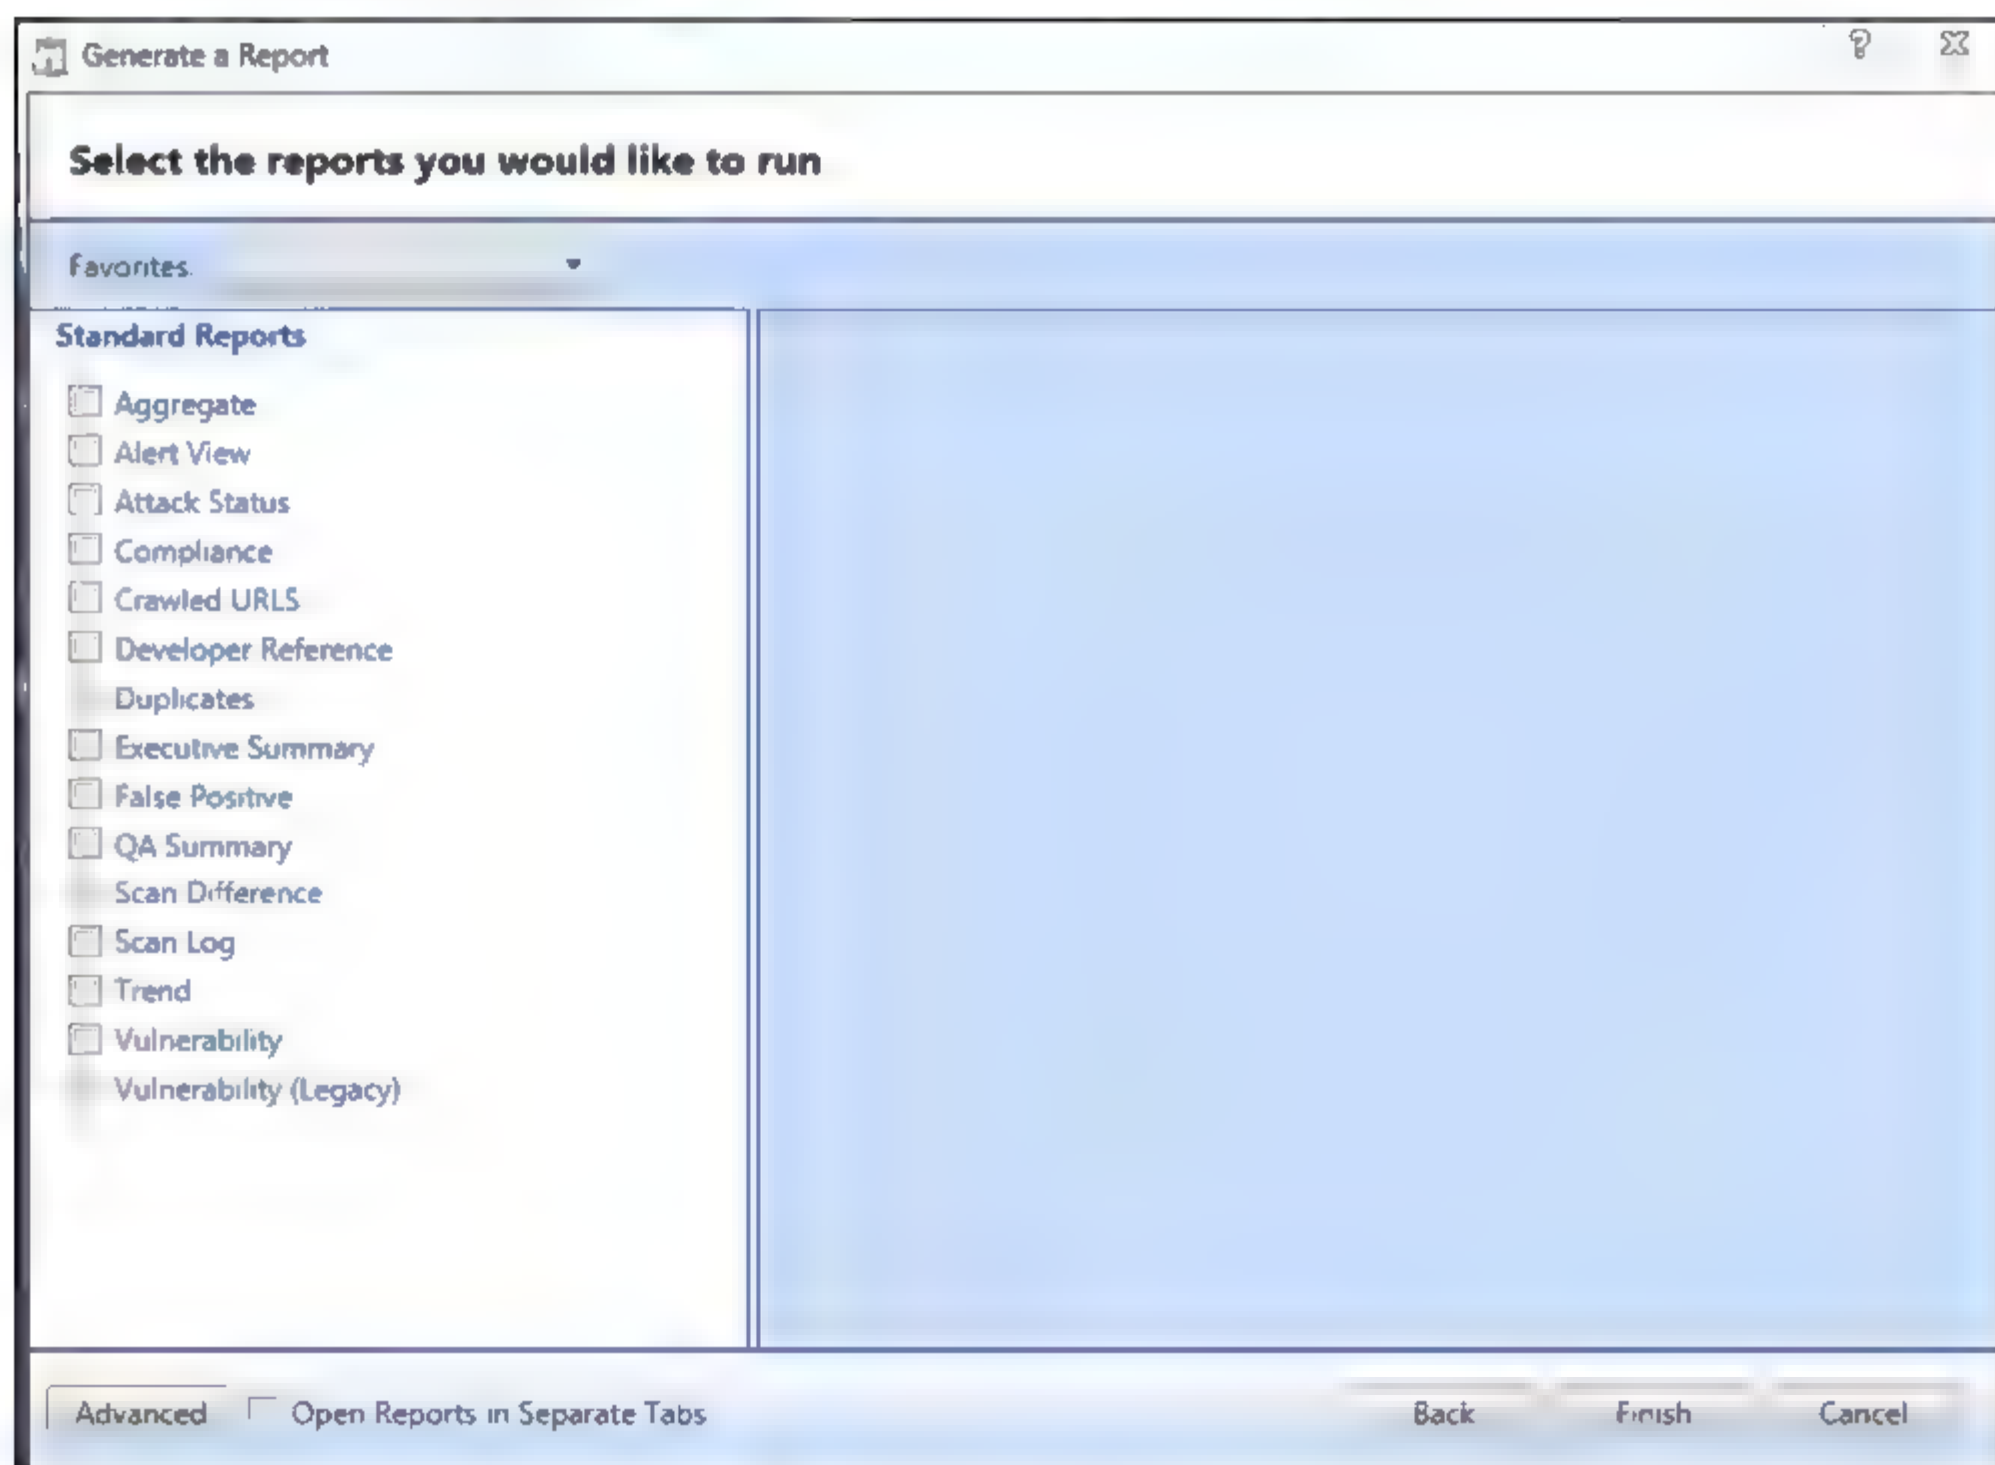 Generate a Report
Select the reports you would like to run
Favorites.
Standard Reports
Aggregate
Alert View
Attack Status
Compliance
Crawled URLS
Developer Reference
Duplicates
Executive Summary
False Positive
QA Summary
Scan Difference
Scan Log
Trend
Vulnerability
Vulnerability (Legacy)
Advanced Open Reports in Separate Tabs Back Finish Cancel